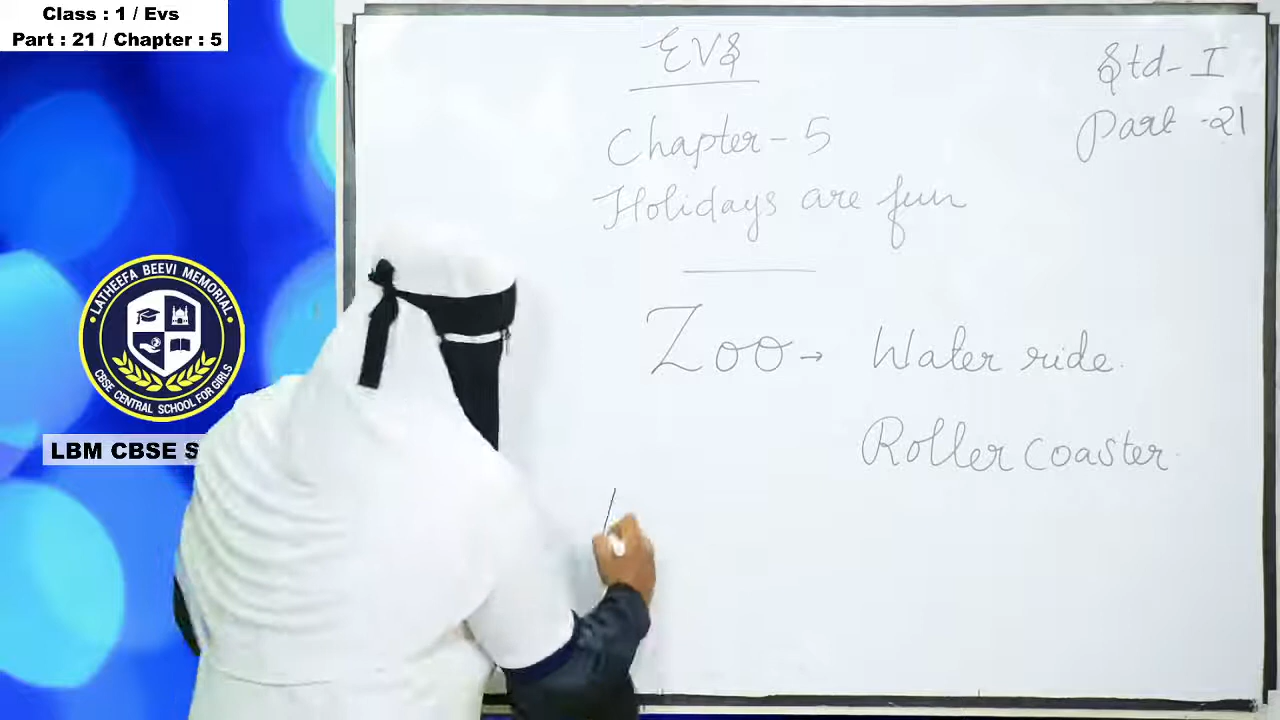 Class : 1 / Evs
Part : 21 / Chapter : 5
EVS
Std- I
Part -21
Chapter - 5
Holidays are fun
Zoo → Water ride.
Roller coaster.
LATHEEFA BEEVI MEMORIAL
CBSE CENTRAL SCHOOL FOR GIRLS
LBM CBSE S